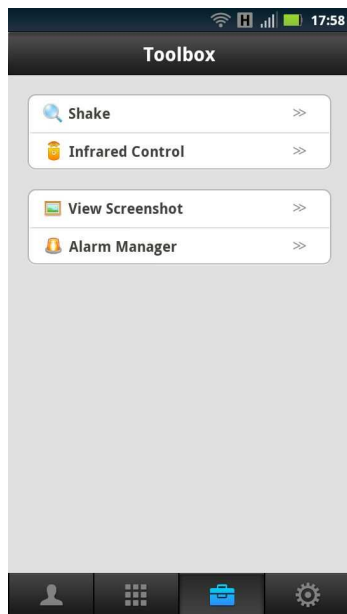 H 17:58
Toolbox
Shake >>
Infrared Control >>
View Screenshot >>
Alarm Manager >>